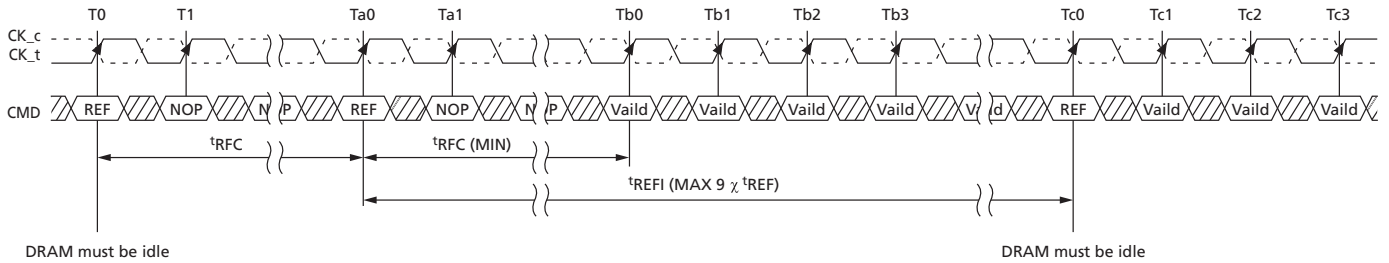 T0 T1 Ta0 Ta1 Tb0 Tb1 Tb2 Tb3 Tc0 Tc1 Tc2 Tc3
CK_c
CK_t
CMD REF NOP N P REF NOP N P Vaild Vaild Vaild Vaild Va d REF Vaild Vaild Vaild
tRFC tRFC (MIN)
tREFI (MAX 9 χ tREF)
DRAM must be idle DRAM must be idle